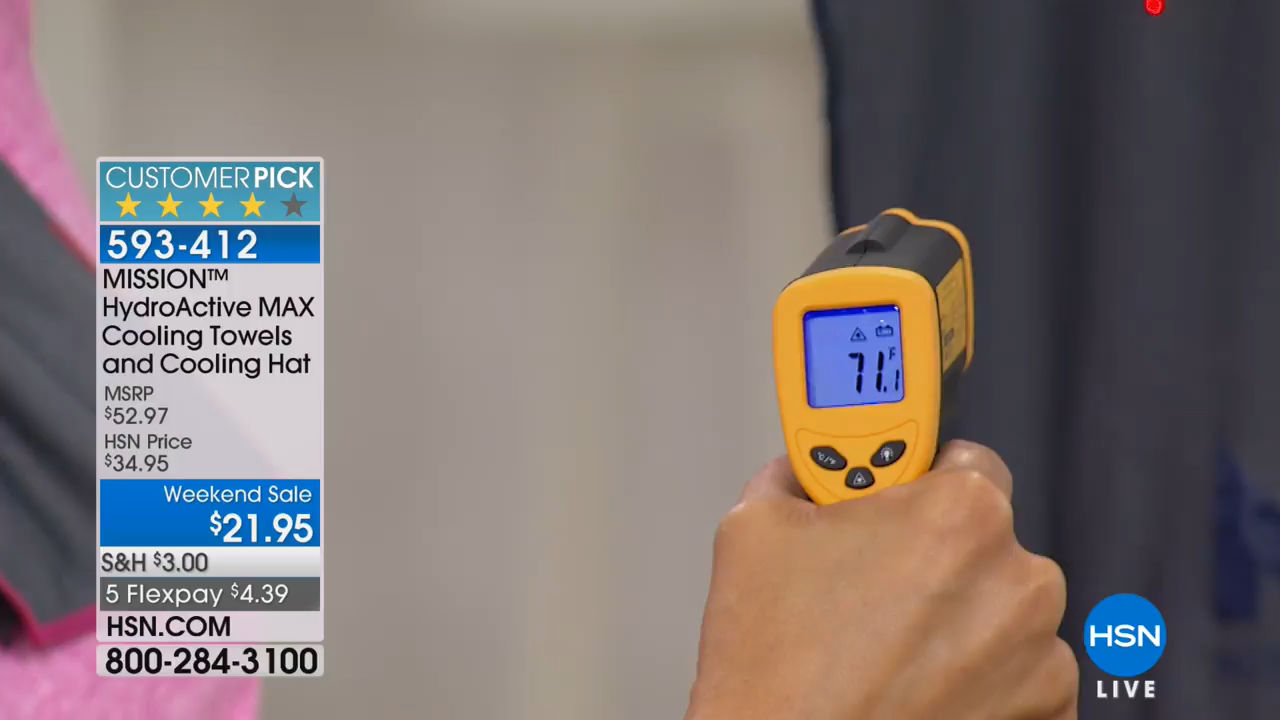 CUSTOMERPICK
593-412
MISSION™
HydroActive MAX
Cooling Towels
and Cooling Hat
MSRP
$52.97
HSN Price
$34.95
Weekend Sale
$21.95
S&H $3.00
5 Flexpay $4.39
HSN.COM
800-284-3100
71.1
F
°C/°F
HSN
LIVE